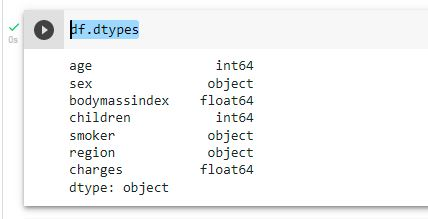 df.dtypes
0s
age int64
sex object
bodymassindex float64
children int64
smoker object
region object
charges float64
dtype: object